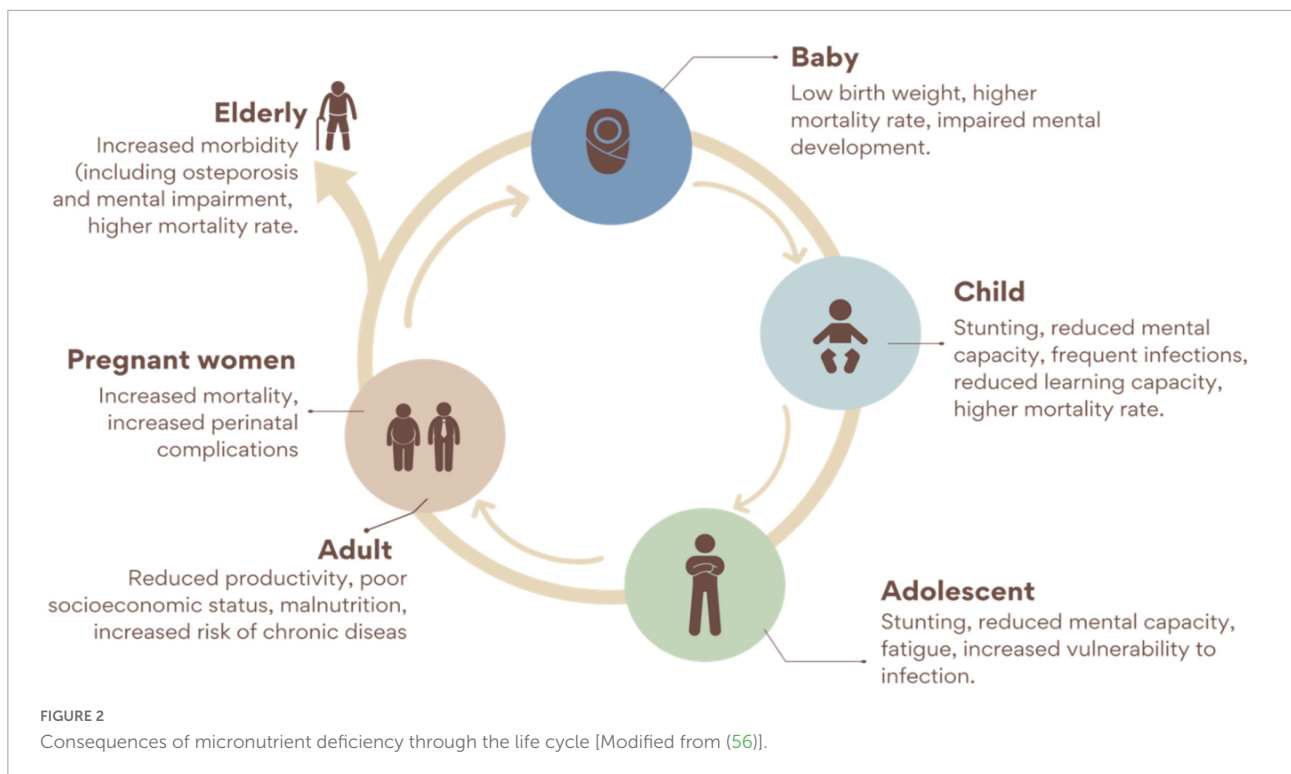 Baby
Low birth weight, higher
mortality rate, impaired mental
development.
Elderly
Increased morbidity
(including osteporosis
and mental impairment,
higher mortality rate.
Child
Stunting, reduced mental
capacity, frequent infections,
reduced learning capacity,
higher mortality rate.
Pregnant women
Increased mortality,
increased perinatal
complications
Adult
Reduced productivity, poor
socioeconomic status, malnutrition,
increased risk of chronic diseas
Adolescent
Stunting, reduced mental capacity,
fatigue, increased vulnerability to
infection.
FIGURE 2
Consequences of micronutrient deficiency through the life cycle [Modified from (56)].